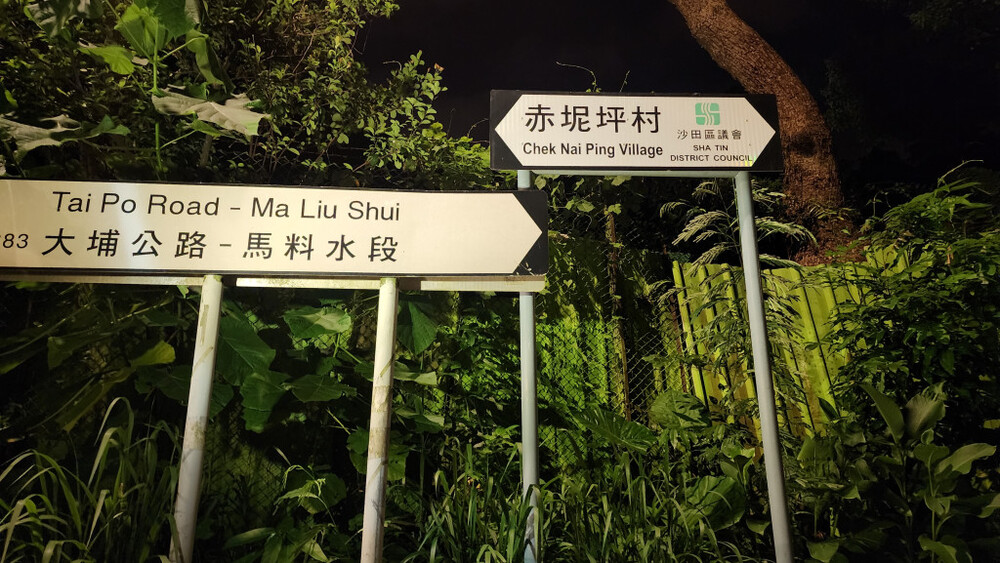 Tai Po Road - Ma Liu Shui
83 大埔公路-馬料水段
赤坭坪村
Chek Nai Ping Village
沙田區議會
SHA TIN
DISTRICT COUNCIL